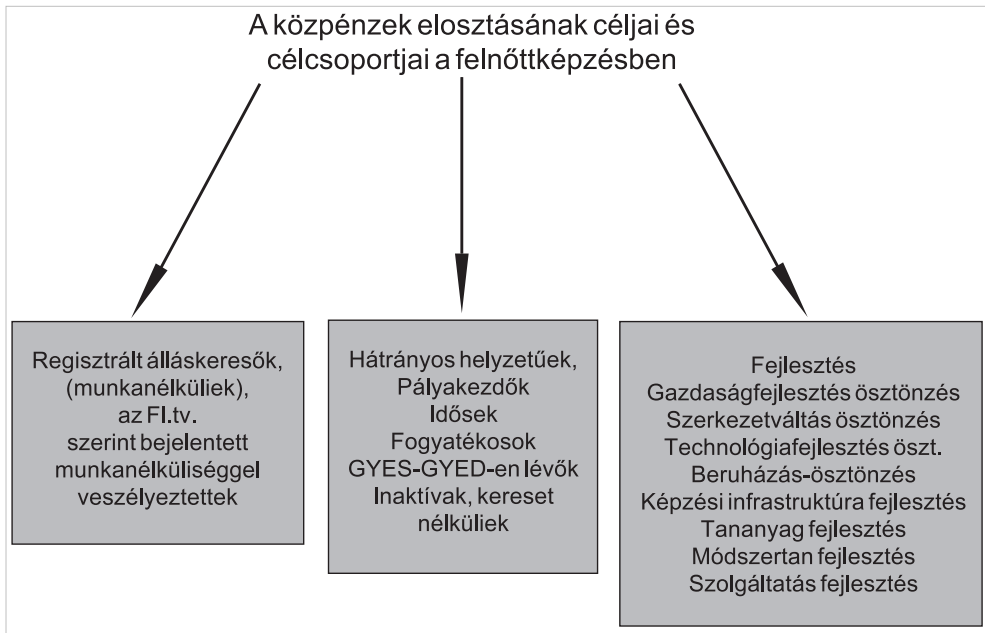 A közpénzek elosztásának céljai és
célcsoportjai a felnőttképzésben
Regisztrált álláskeresők,
(munkanélküliek),
az Fl.tv.
szerint bejelentett
munkanélküliséggel
veszélyeztettek
Hátrányos helyzetűek,
Pályakezdők
Idősek
Fogyatékosok
GYES-GYED-en lévők
Inaktívak, kereset
nélküliek
Fejlesztés
Gazdaságfejlesztés ösztönzés
Szerkezetváltás ösztönzés
Technológiafejlesztés öszt.
Beruházás-ösztönzés
Képzési infrastruktúra fejlesztés
Tananyag fejlesztés
Módszertan fejlesztés
Szolgáltatás fejlesztés